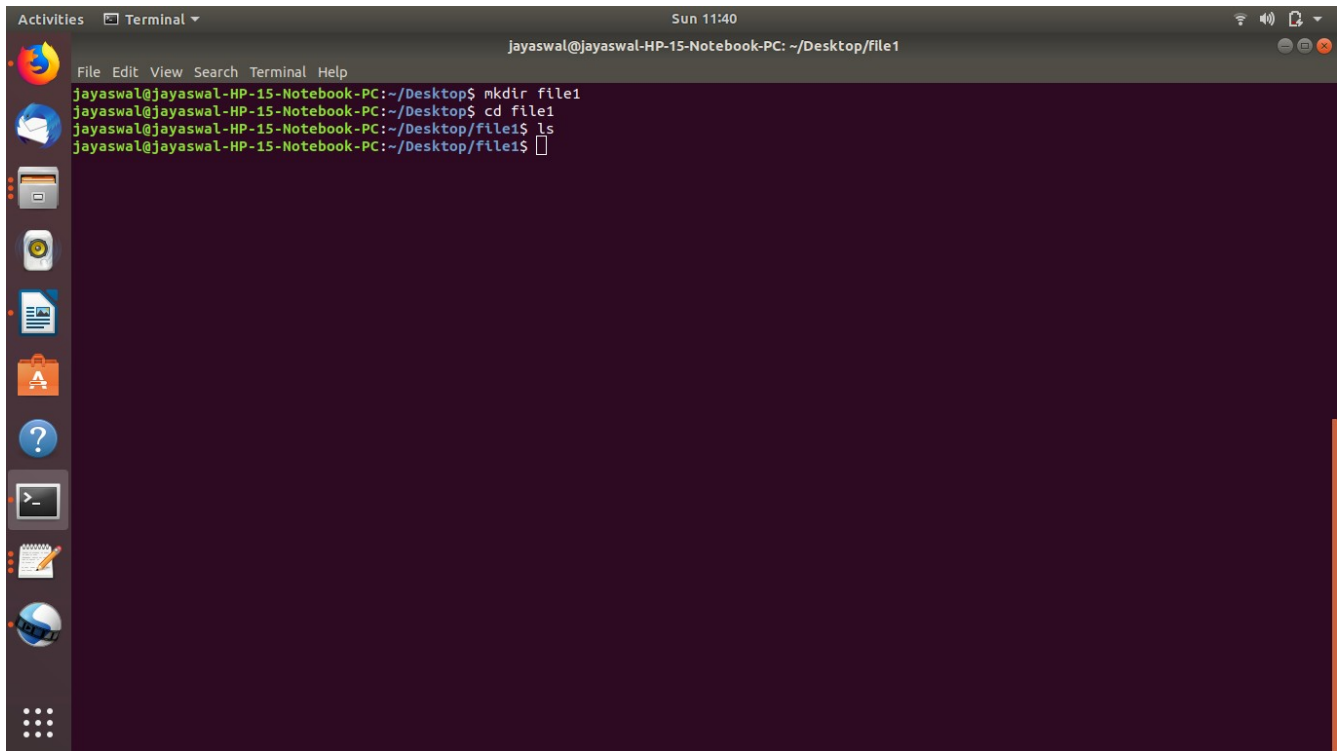 Activities Terminal Sun 11:40
jayaswal@jayaswal-HP-15-Notebook-PC: ~/Desktop/file1
File Edit View Search Terminal Help
jayaswal@jayaswal-HP-15-Notebook-PC:~/Desktop$ mkdir file1
jayaswal@jayaswal-HP-15-Notebook-PC:~/Desktop$ cd file1
jayaswal@jayaswal-HP-15-Notebook-PC:~/Desktop/file1$ ls
jayaswal@jayaswal-HP-15-Notebook-PC:~/Desktop/file1$